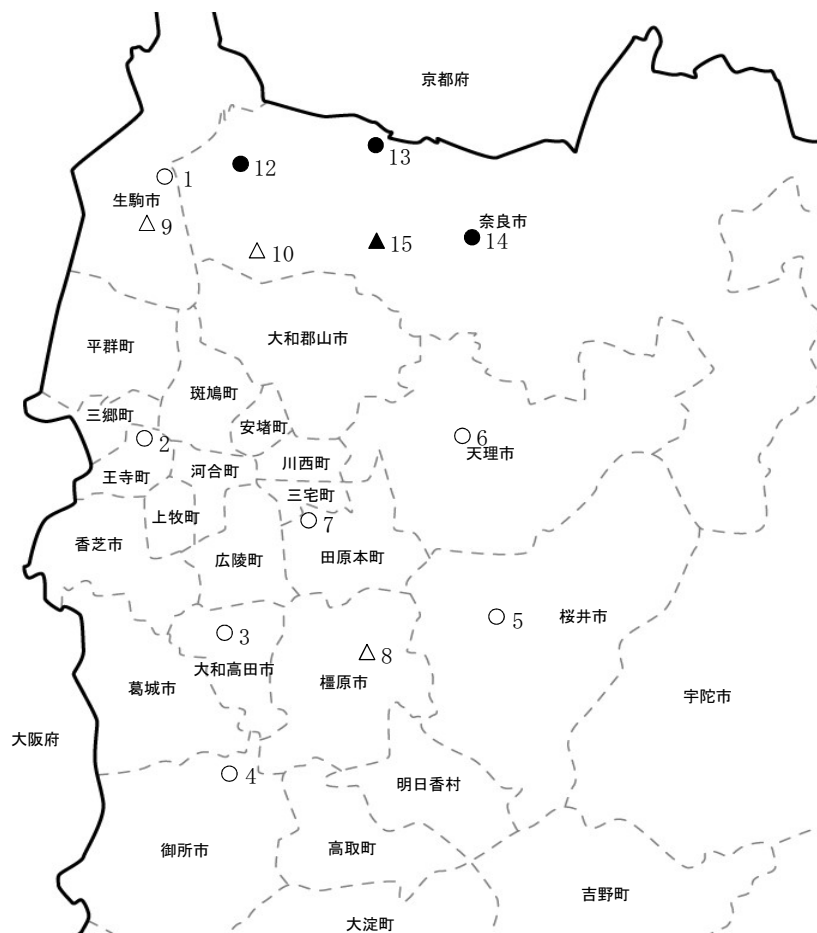 京都府
13
12
1
生駒市
奈良市
9
14
15
10
大和郡山市
平群町
斑鳩町
三郷町
安堵町
6
2
天理市
川西町
河合町
王寺町
三宅町
上牧町
7
香芝市
田原本町
広陵町
5
桜井市
3
8
大和高田市
橿原市
葛城市
宇陀市
大阪府
4
明日香村
高取町
御所市
吉野町
大淀町